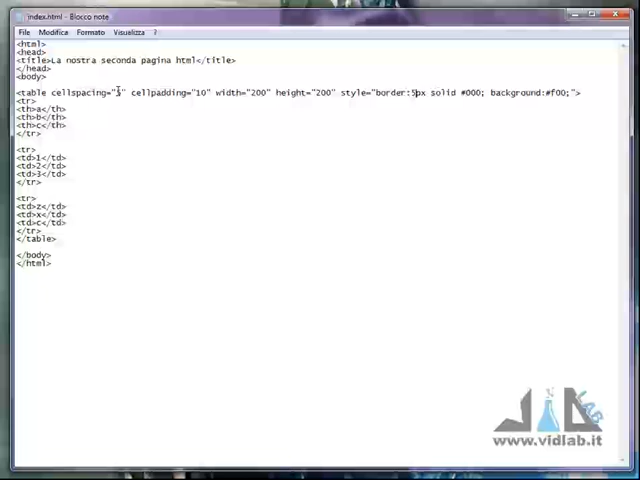 index.html - Blocco note
File Modifica Formato Visualizza ?
<html>
<head>
<title>La nostra seconda pagina html</title>
</head>
<body>
<table cellspacing="5" cellpadding="10" width="200" height="200" style="border:5px solid #000; background:#f00;">
<tr>
<th>a</th>
<th>b</th>
<th>c</th>
</tr>
<tr>
<td>1</td>
<td>2</td>
<td>3</td>
</tr>
<tr>
<td>z</td>
<td>x</td>
<td>c</td>
</tr>
</table>
</body>
</html>
LAB
www.vidlab.it